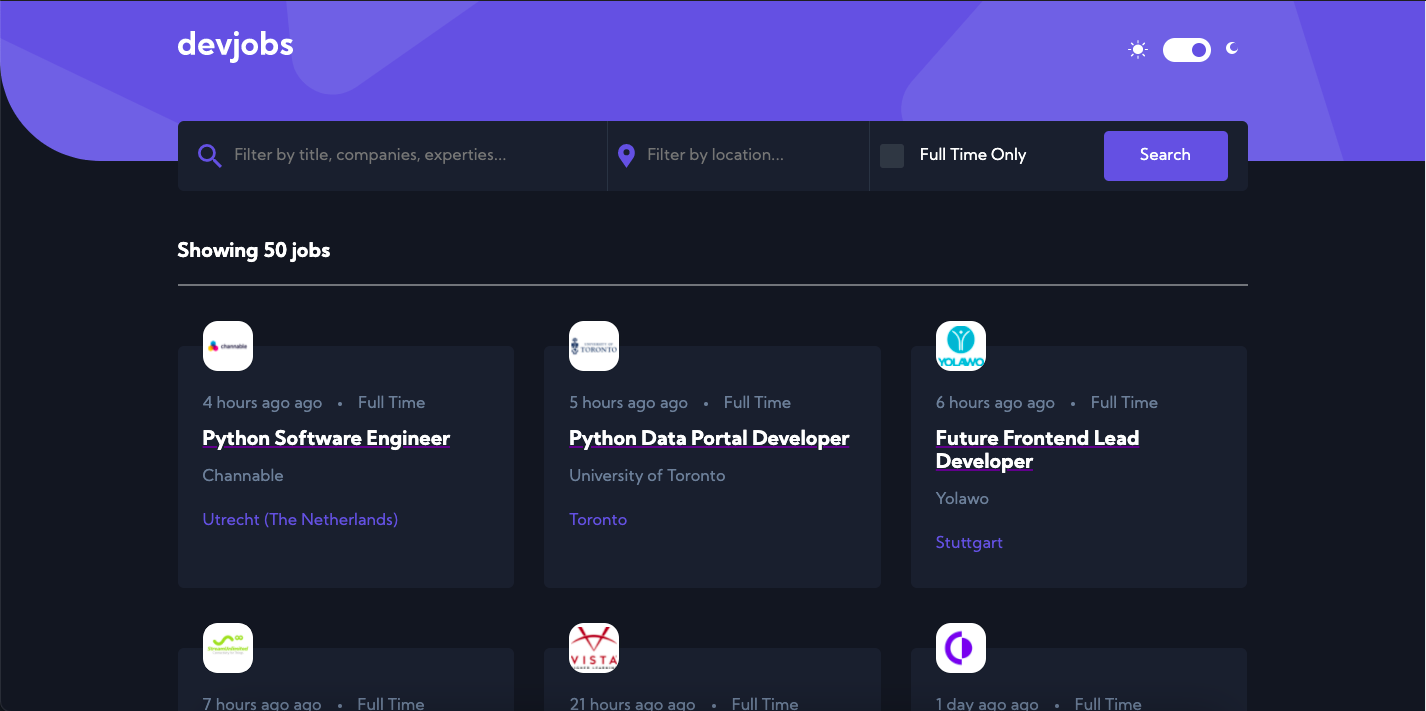 devjobs
Filter by title, companies, experties...
Filter by location...
Full Time Only
Search
Showing 50 jobs
channable
UNIVERSITY OF
TORONTO
YOLAWO
4 hours ago ago • Full Time
5 hours ago ago • Full Time
6 hours ago ago • Full Time
Python Software Engineer
Python Data Portal Developer
Future Frontend Lead
Developer
Channable
University of Toronto
Yolawo
Utrecht (The Netherlands)
Toronto
Stuttgart
StreamUnlimited
VISTA
7 hours ago ago • Full Time
21 hours ago ago • Full Time
1 day ago ago • Full Time